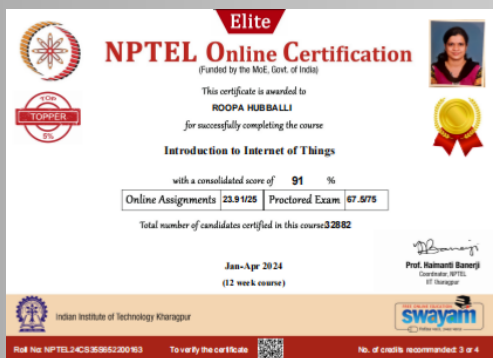 Elite
NPTEL Online Certification
(Funded by the MoE, Govt. of India)
This certificate is awarded to
ROOPA HUBBALLI
for successfully completing the course
Introduction to Internet of Things
with a consolidated score of 91 %
Online Assignments 23.91/25 Proctored Exam 67.5/75
Total number of candidates certified in this course:32882
TOPPER
5%
Jan-Apr 2024
(12 week course)
Prof. Haimanti Banerji
Coordinator, NPTEL
IIT Kharagpur
Indian Institute of Technology Kharagpur
swayam
Roll No: NPTEL24CS35S652200163
To verify the certificate
No. of credits recommended: 3 or 4